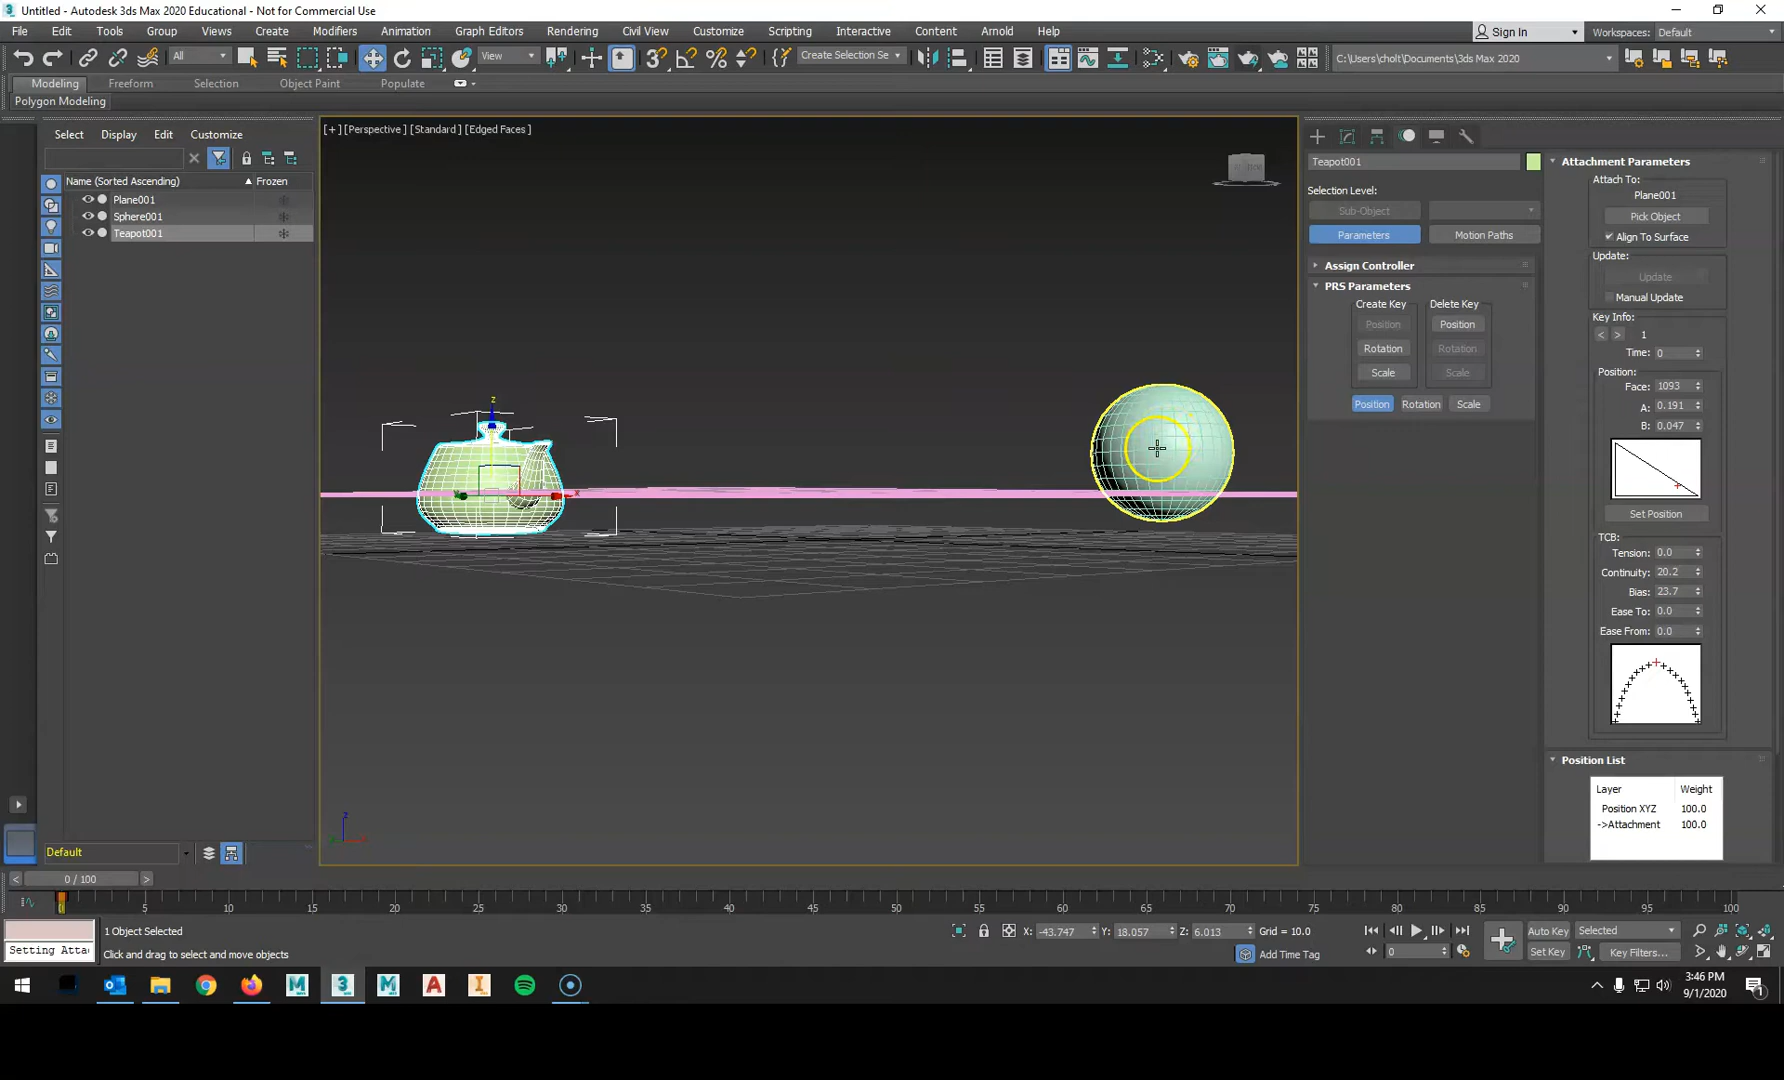 Untitled - Autodesk 3ds Max 2020 Educational - Not for Commercial Use
File Edit Tools Group Views Create Modifiers Animation Graph Editors Rendering Civil View Customize Scripting Interactive Content Arnold Help
Sign In Workspaces: Default
All View Create Selection Se C:\Users\cholt\Documents\3ds Max 2020
Modeling Freeform Selection Object Paint Populate
Polygon Modeling
Select Display Edit Customize
[+] [Perspective] [Standard] [Edged Faces]
Name (Sorted Ascending) Frozen
Plane001
Sphere001
Teapot001
Teapot001
Selection Level:
Sub-Object
Parameters Motion Paths
Assign Controller
PRS Parameters
Create Key Delete Key
Position Position
Rotation Rotation
Scale Scale
Position Rotation Scale
Attachment Parameters
Attach To:
Plane001
Pick Object
Align To Surface
Update:
Update
Manual Update
Key Info:
< > 1
Time: 0
Position:
Face: 1093
A: 0.191
B: 0.047
Set Position
TCB:
Tension: 0.0
Continuity: 20.2
Bias: 23.7
Ease To: 0.0
Ease From: 0.0
Position List
Layer Weight
Position XYZ 100.0
->Attachment 100.0
z
x
y
z
Default
< 0 / 100 >
0 5 10 15 20 25 30 35 40 45 50 55 60 65 70 75 80 85 90 95 100
1 Object Selected
X: -43.747 Y: 18.057 Z: 6.013 Grid = 10.0
Auto Key Selected
Setting Atta
Click and drag to select and move objects
Add Time Tag
0
Set Key Key Filters...
3:46 PM
9/1/2020